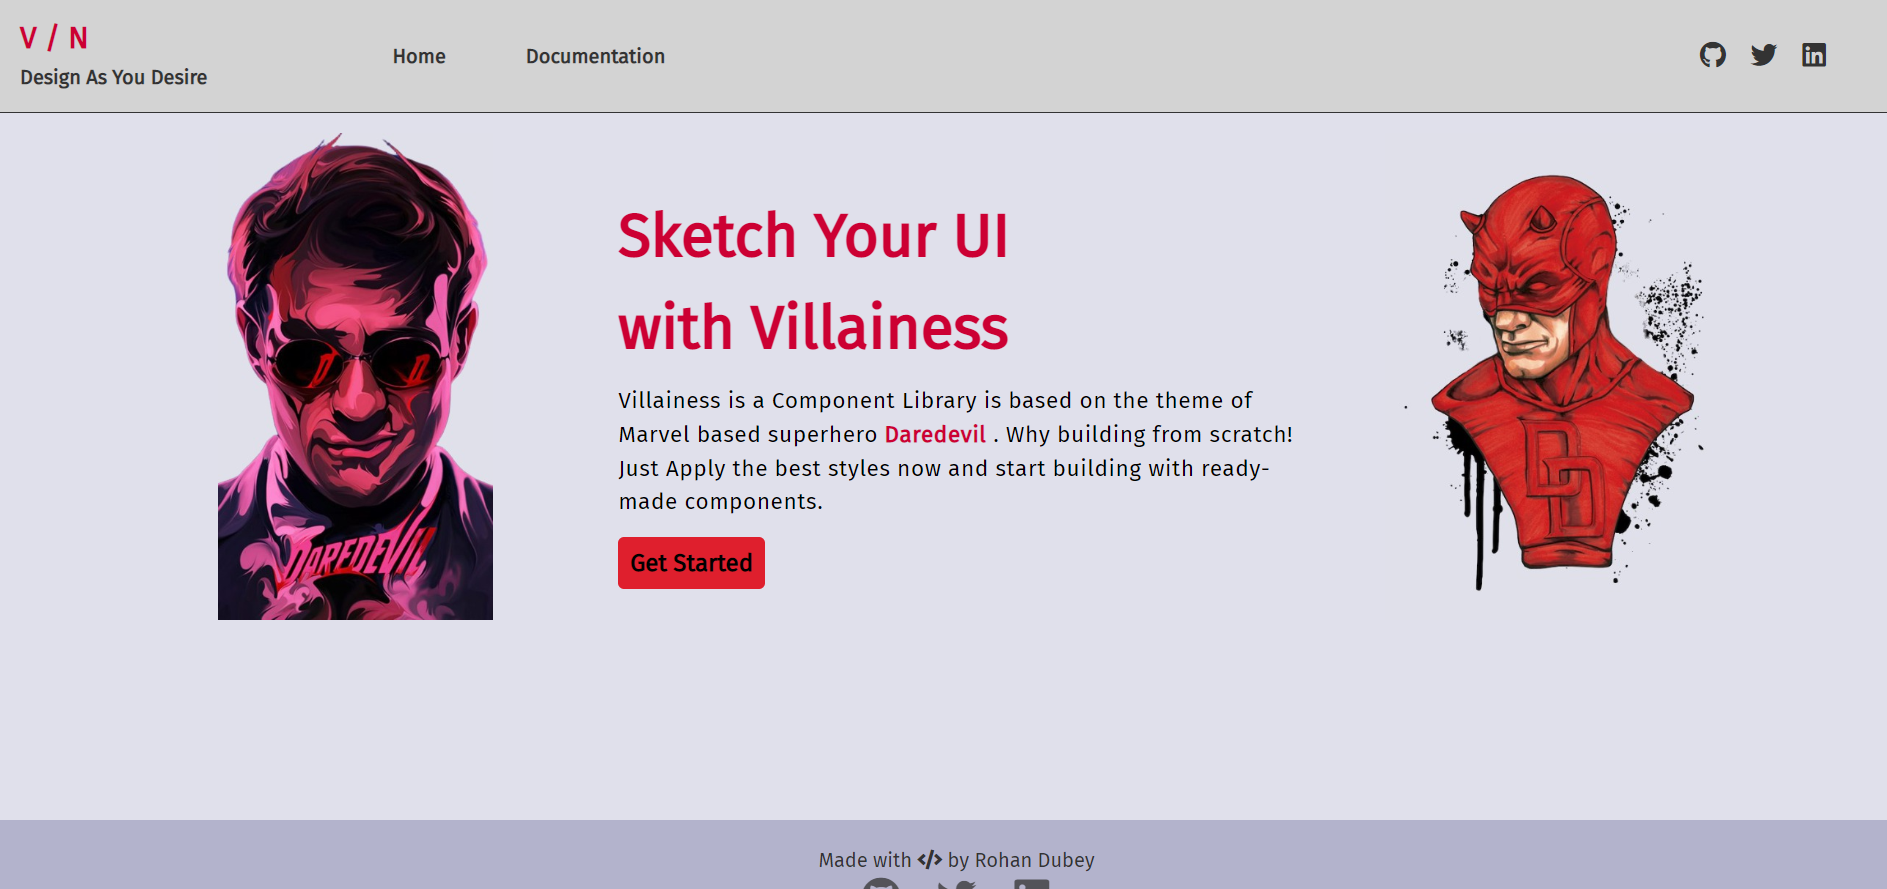 V / N
Design As You Desire
Home
Documentation
DAREDEVIL
Sketch Your UI
with Villainess
Villainess is a Component Library is based on the theme of
Marvel based superhero Daredevil . Why building from scratch!
Just Apply the best styles now and start building with ready-
made components.
Get Started
DD
Made with </> by Rohan Dubey